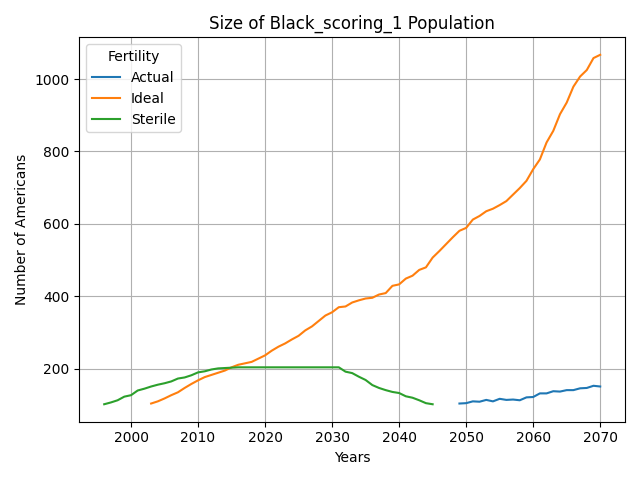 Size of Black_scoring_1 Population
Fertility
Actual
Ideal
Sterile
Number of Americans
1000
800
600
400
200
2000 2010 2020 2030 2040 2050 2060 2070
Years